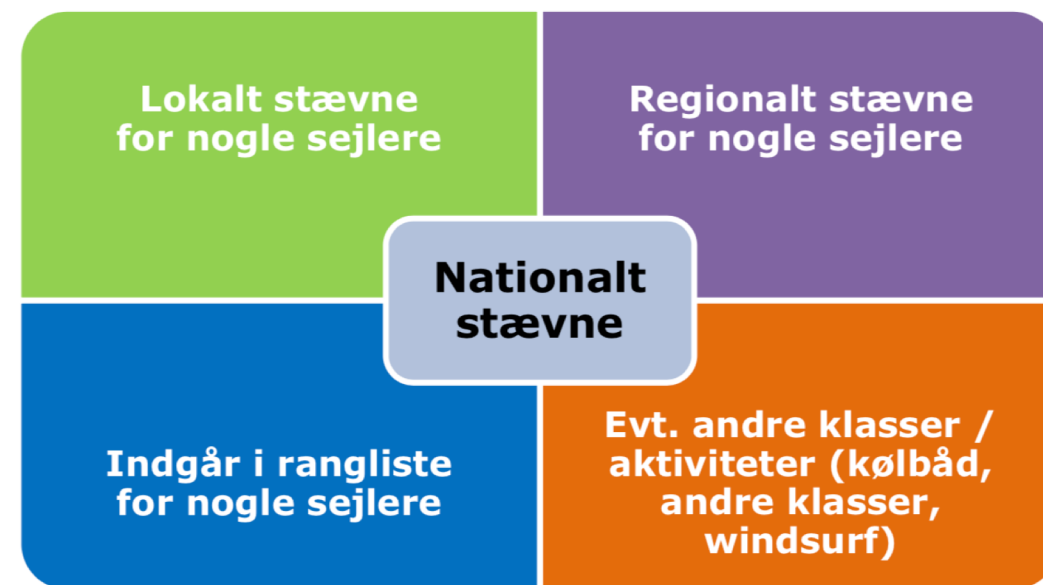 Lokalt stævne
for nogle sejlere
Regionalt stævne
for nogle sejlere
Nationalt
stævne
Indgår i rangliste
for nogle sejlere
Evt. andre klasser /
aktiviteter (kølbåd,
andre klasser,
windsurf)